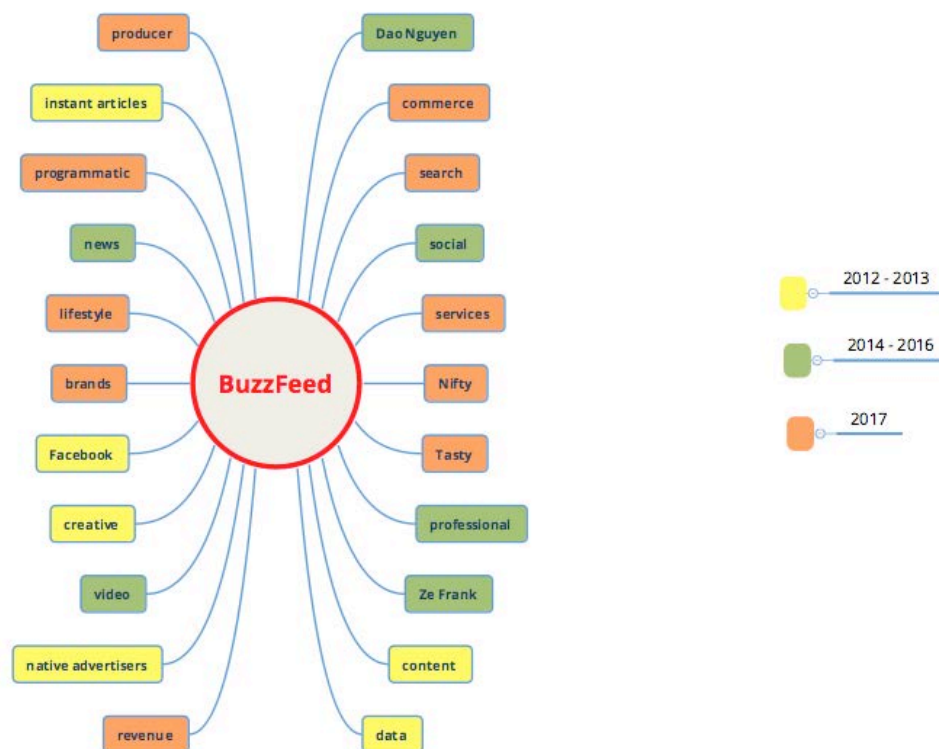 producer
instant articles
programmatic
news
lifestyle
brands
Facebook
creative
video
native advertisers
revenue
BuzzFeed
Dao Nguyen
commerce
search
social
services
Nifty
Tasty
professional
Ze Frank
content
data
2012 - 2013
2014 - 2016
2017